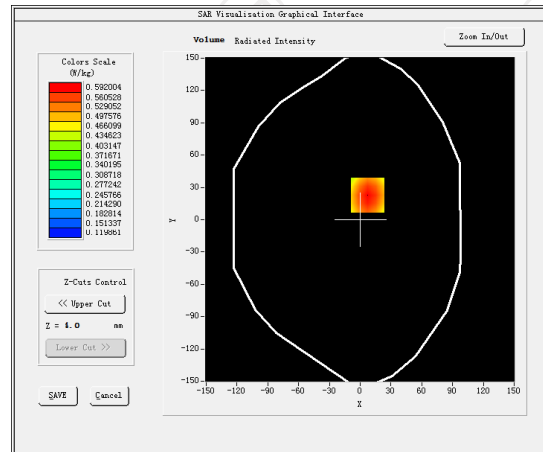 SAR Visualisation Graphical Interface
Volume Radiated Intensity
Zoom In/Out
Colors Scale
(W/kg)
0.592004
0.560528
0.529052
0.497576
0.466099
0.434623
0.403147
0.371671
0.340195
0.308718
0.277242
0.245766
0.214290
0.182814
0.151337
0.119861
Z-Cuts Control
<< Upper Cut
Z = 4.0 mm
Lower Cut >>
SAVE Cancel
150
120
90
60
30
0
-30
-60
-90
-120
-150
Y
-150 -120 -90 -60 -30 0 30 60 90 120 150
X